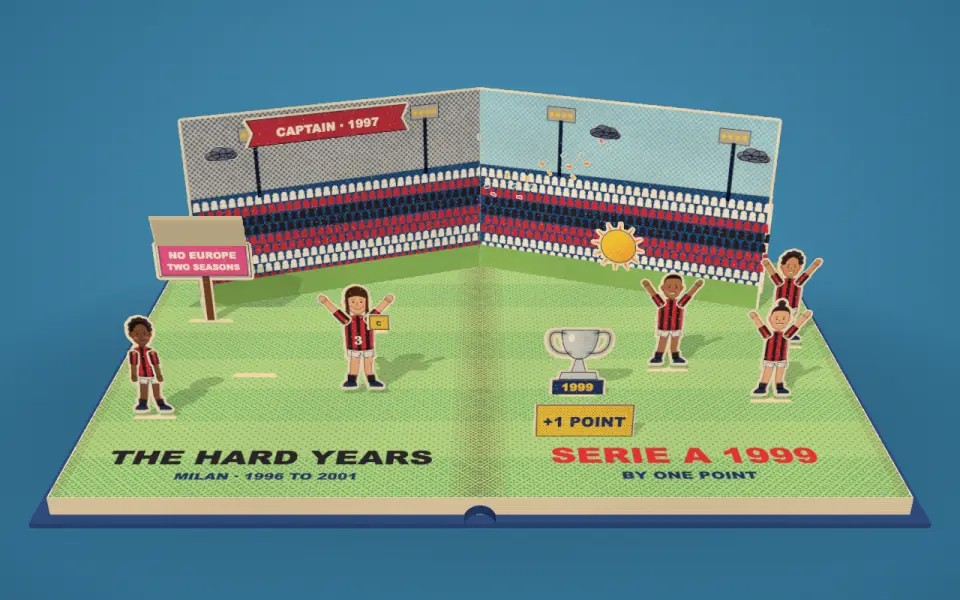 CAPTAIN · 1997
NO EUROPE
TWO SEASONS
C
3
1999
+1 POINT
THE HARD YEARS
MILAN · 1996 TO 2001
SERIE A 1999
BY ONE POINT